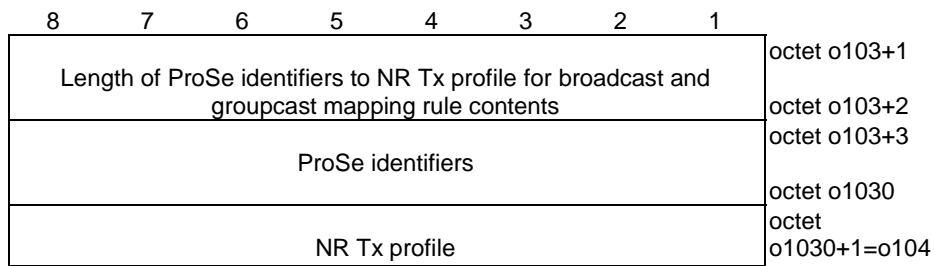 8 7 6 5 4 3 2 1
Length of ProSe identifiers to NR Tx profile for broadcast and
groupcast mapping rule contents
octet o103+1
octet o103+2
ProSe identifiers
octet o103+3
octet o1030
NR Tx profile
octet
o1030+1=o104